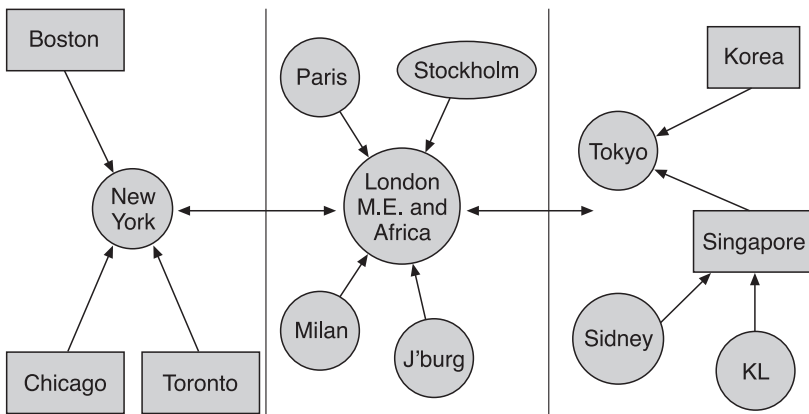 Boston
New
York
Chicago
Toronto
Paris
Stockholm
London
M.E. and
Africa
Milan
J'burg
Korea
Tokyo
Singapore
Sidney
KL